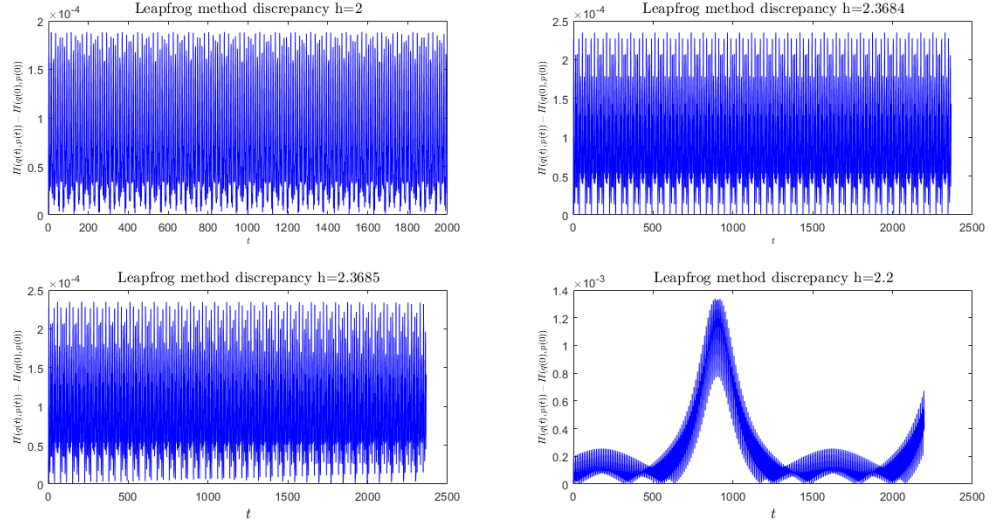 Leapfrog method discrepancy h=2
×10⁻⁴
2
1.5
1
0.5
0
H(q(t), p(t)) − H(q(0), p(0))
0 200 400 600 800 1000 1200 1400 1600 1800 2000
t
Leapfrog method discrepancy h=2.3684
×10⁻⁴
2.5
2
1.5
1
0.5
0
H(q(t), p(t)) − H(q(0), p(0))
0 500 1000 1500 2000 2500
t
Leapfrog method discrepancy h=2.3685
×10⁻⁴
2.5
2
1.5
1
0.5
0
H(q(t), p(t)) − H(q(0), p(0))
0 500 1000 1500 2000 2500
t
Leapfrog method discrepancy h=2.2
×10⁻³
1.4
1.2
1
0.8
0.6
0.4
0.2
0
H(q(t), p(t)) − H(q(0), p(0))
0 500 1000 1500 2000 2500
t